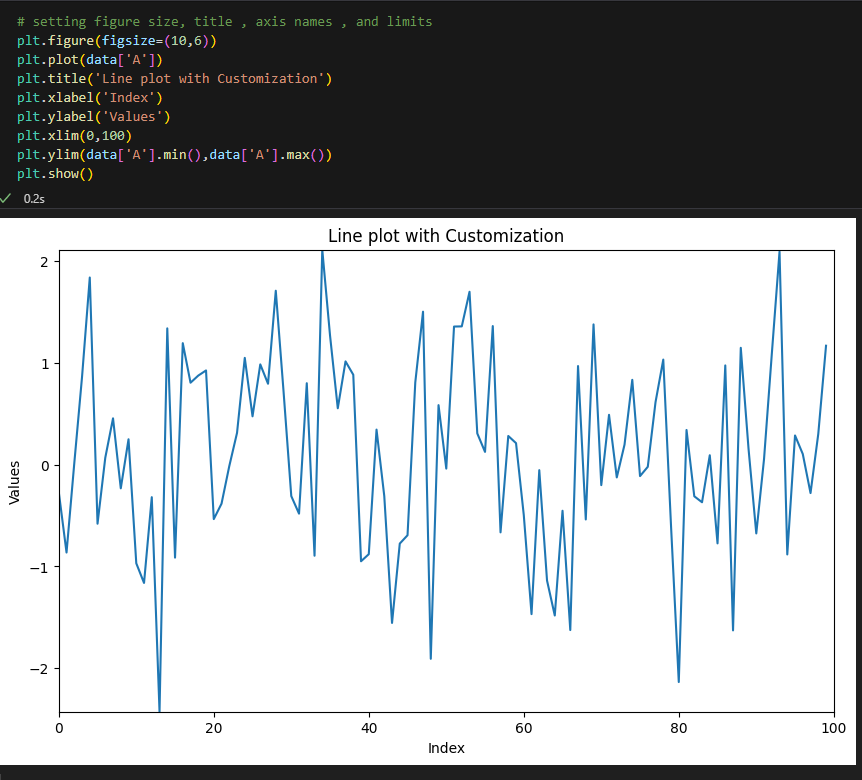 # setting figure size, title , axis names , and limits
plt.figure(figsize=(10,6))
plt.plot(data['A'])
plt.title('Line plot with Customization')
plt.xlabel('Index')
plt.ylabel('Values')
plt.xlim(0,100)
plt.ylim(data['A'].min(),data['A'].max())
plt.show()
0.2s
Line plot with Customization
2
1
0
−1
−2
Values
0 20 40 60 80 100
Index